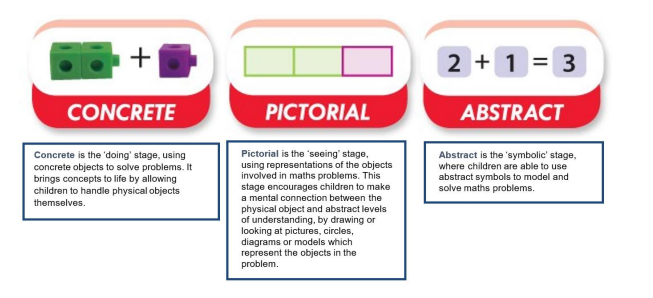 +
2 + 1 = 3
CONCRETE
PICTORIAL
ABSTRACT
Concrete is the 'doing' stage, using
concrete objects to solve problems. It
brings concepts to life by allowing
children to handle physical objects
themselves.
Pictorial is the 'seeing' stage,
using representations of the objects
involved in maths problems. This
stage encourages children to make
a mental connection between the
physical object and abstract levels
of understanding, by drawing or
looking at pictures, circles,
diagrams or models which
represent the objects in the
problem.
Abstract is the 'symbolic' stage,
where children are able to use
abstract symbols to model and
solve maths problems.